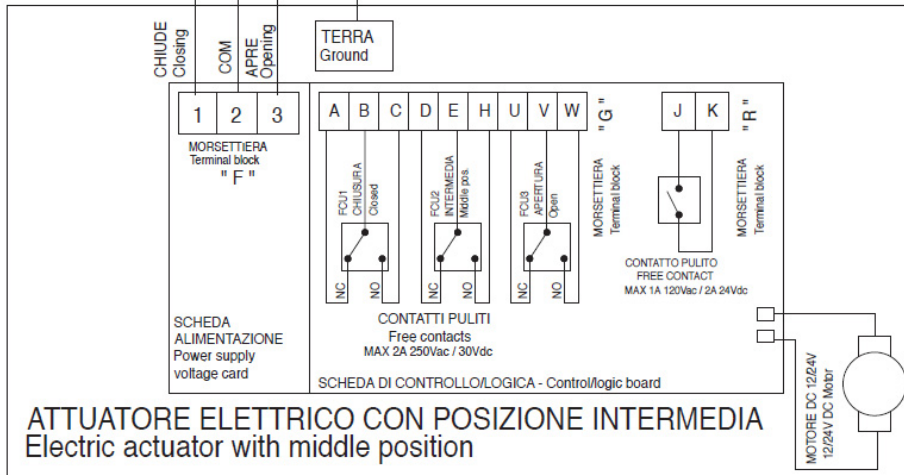 CHIUDE
Closing
COM
APRE
Opening
TERRA
Ground
1 2 3
MORSETTIERA
Terminal block
" F "
A B C D E H U V W
" G "
MORSETTIERA
Terminal block
J K
" R "
MORSETTIERA
Terminal block
FCU1
CHIUSURA
Closed
FCU2
INTERMEDIA
Middle pos.
FCU3
APERTURA
Open
NC NO NC NO NC NO
CONTATTI PULITI
Free contacts
MAX 2A 250Vac / 30Vdc
CONTATTO PULITO
FREE CONTACT
MAX 1A 120Vac / 2A 24Vdc
SCHEDA
ALIMENTAZIONE
Power supply
voltage card
SCHEDA DI CONTROLLO/LOGICA - Control/logic board
MOTORE DC 12/24V
12/24V DC Motor
ATTUATORE ELETTRICO CON POSIZIONE INTERMEDIA
Electric actuator with middle position